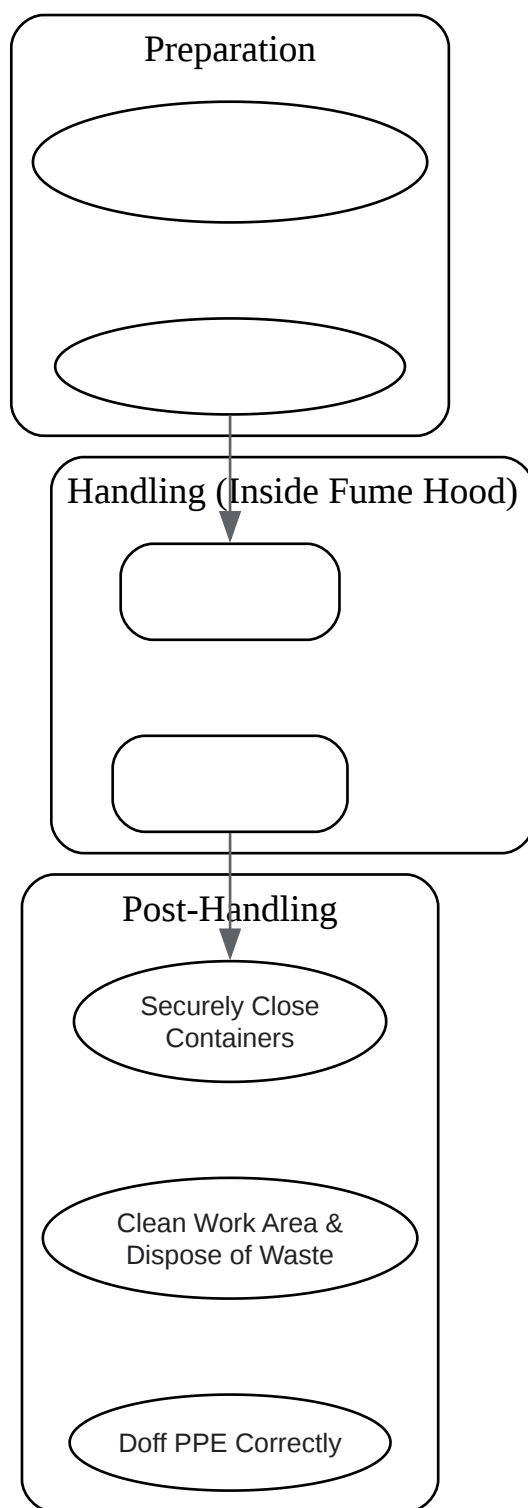 Preparation
Handling (Inside Fume Hood)
Post-Handling
Securely Close
Containers
Clean Work Area &
Dispose of Waste
Doff PPE Correctly